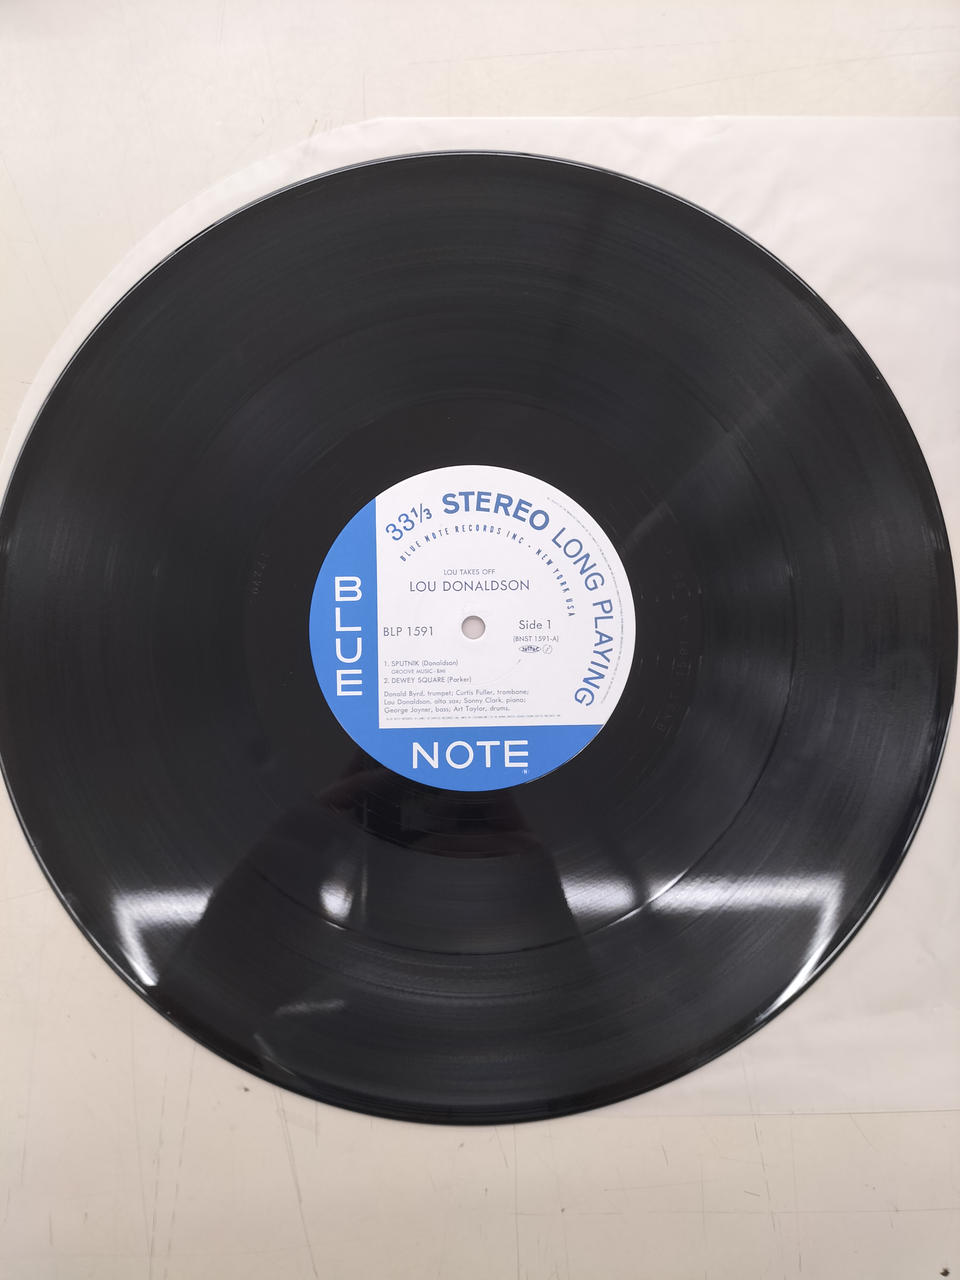 33⅓ STEREO LONG PLAYING
BLUE NOTE RECORDS INC · NEW YORK USA
LOU TAKES OFF
LOU DONALDSON
BLP 1591
Side 1
(BNST 1591-A)
1. SPUTNIK (Donaldson)
GROOVE MUSIC-BMI
2. DEWEY SQUARE (Parker)
Donald Byrd, trumpet; Curtis Fuller, trombone;
Lou Donaldson, alto sax; Sonny Clark, piano;
George Joyner, bass; Art Taylor, drums.
BLUE
NOTE